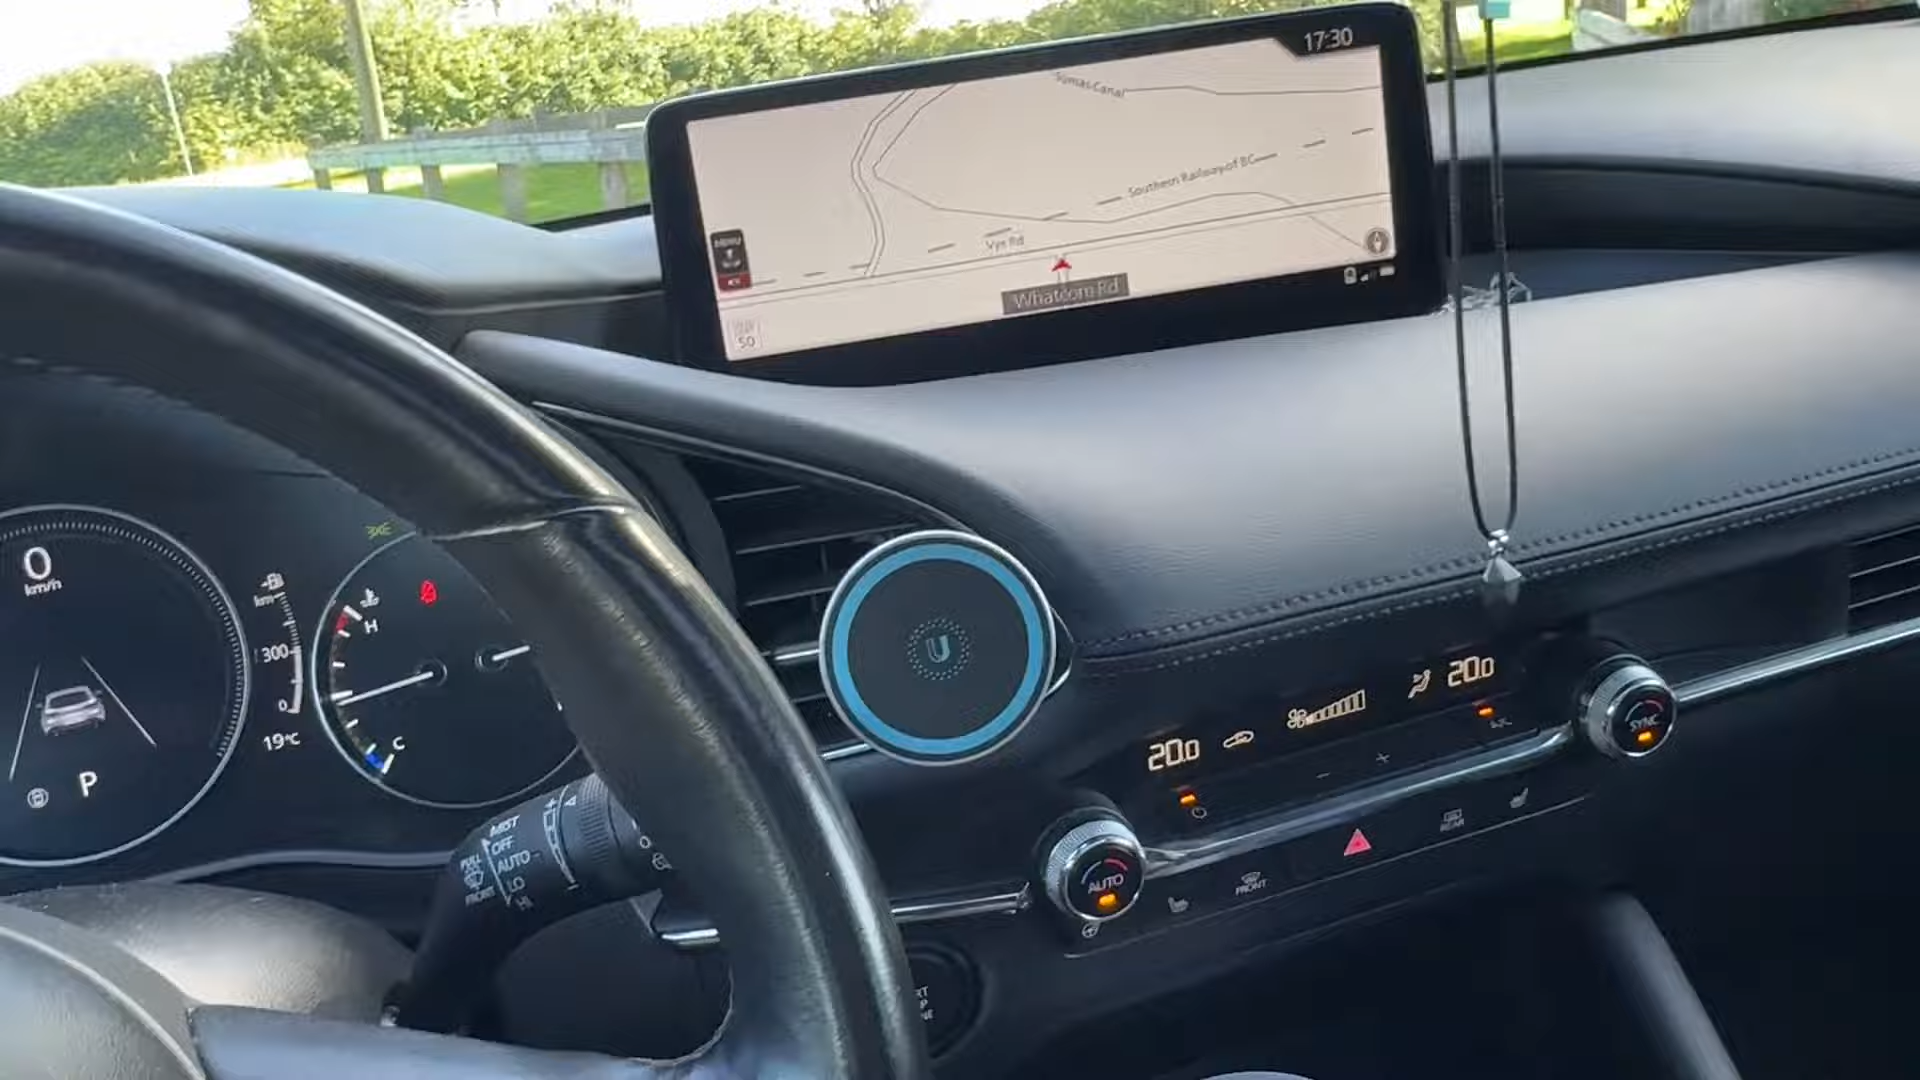 17:30
Sumas Canal
Southern Railway of BC
Vye Rd
MENU
Whatcom Rd
50
0
km/h
km
300
0
19°C
P
H
C
MIST
OFF
AUTO
LO
HI
PULL
FRONT
U
20.0
20.0
A/C
SYNC
- +
AUTO
FRONT
REAR